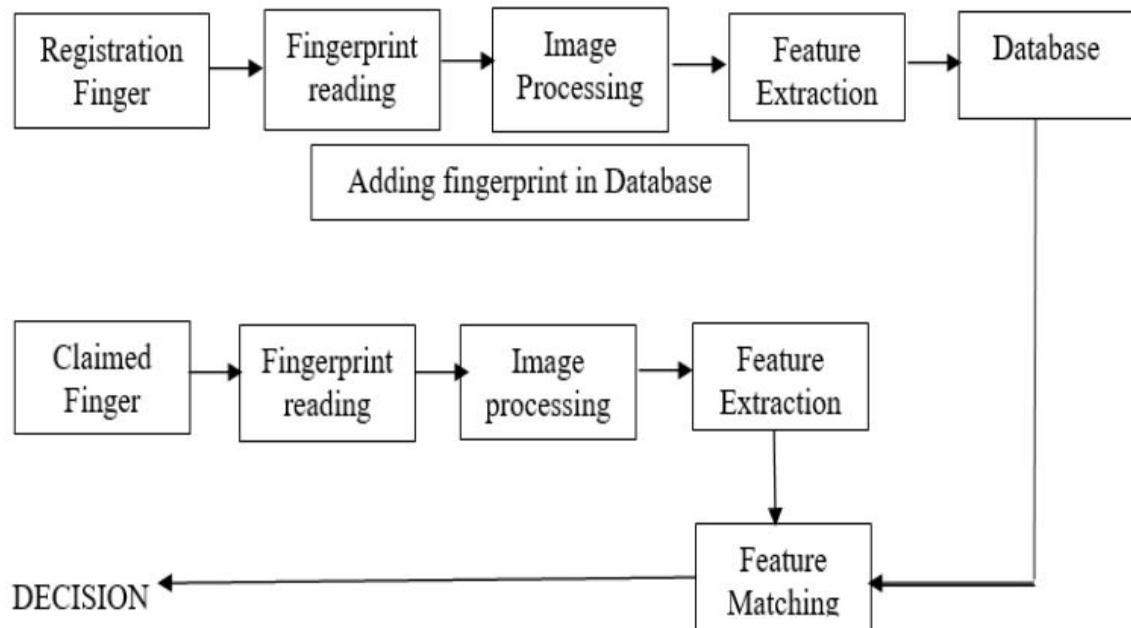 Registration
Finger
Fingerprint
reading
Image
Processing
Feature
Extraction
Database
Adding fingerprint in Database
Claimed
Finger
Fingerprint
reading
Image
processing
Feature
Extraction
Feature
Matching
DECISION